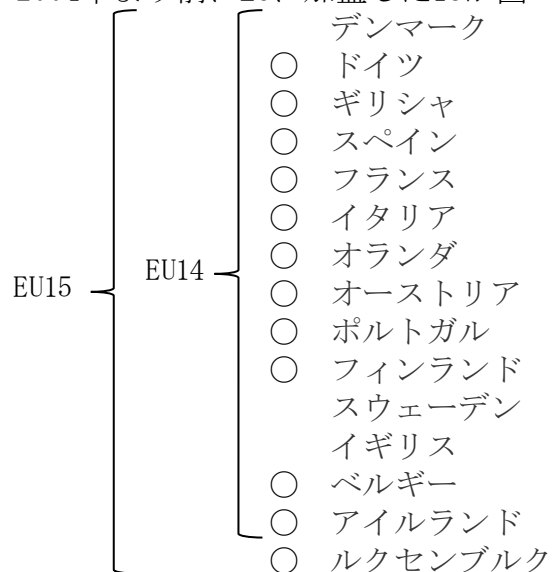 デンマーク
○ ドイツ
○ ギリシャ
○ スペイン
○ フランス
○ イタリア
○ オランダ
○ オーストリア
○ ポルトガル
○ フィンランド
スウェーデン
イギリス
○ ベルギー
○ アイルランド
○ ルクセンブルク
EU14
EU15